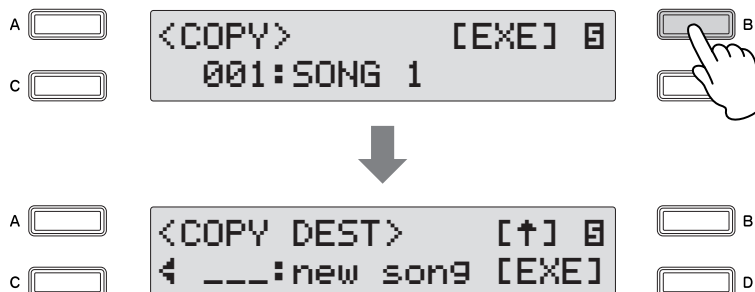 A
<COPY> [EXE] S
B
001:SONG 1
C
A
<COPY DEST> [↑] S
B
C
◀ ___:new song [EXE]
D